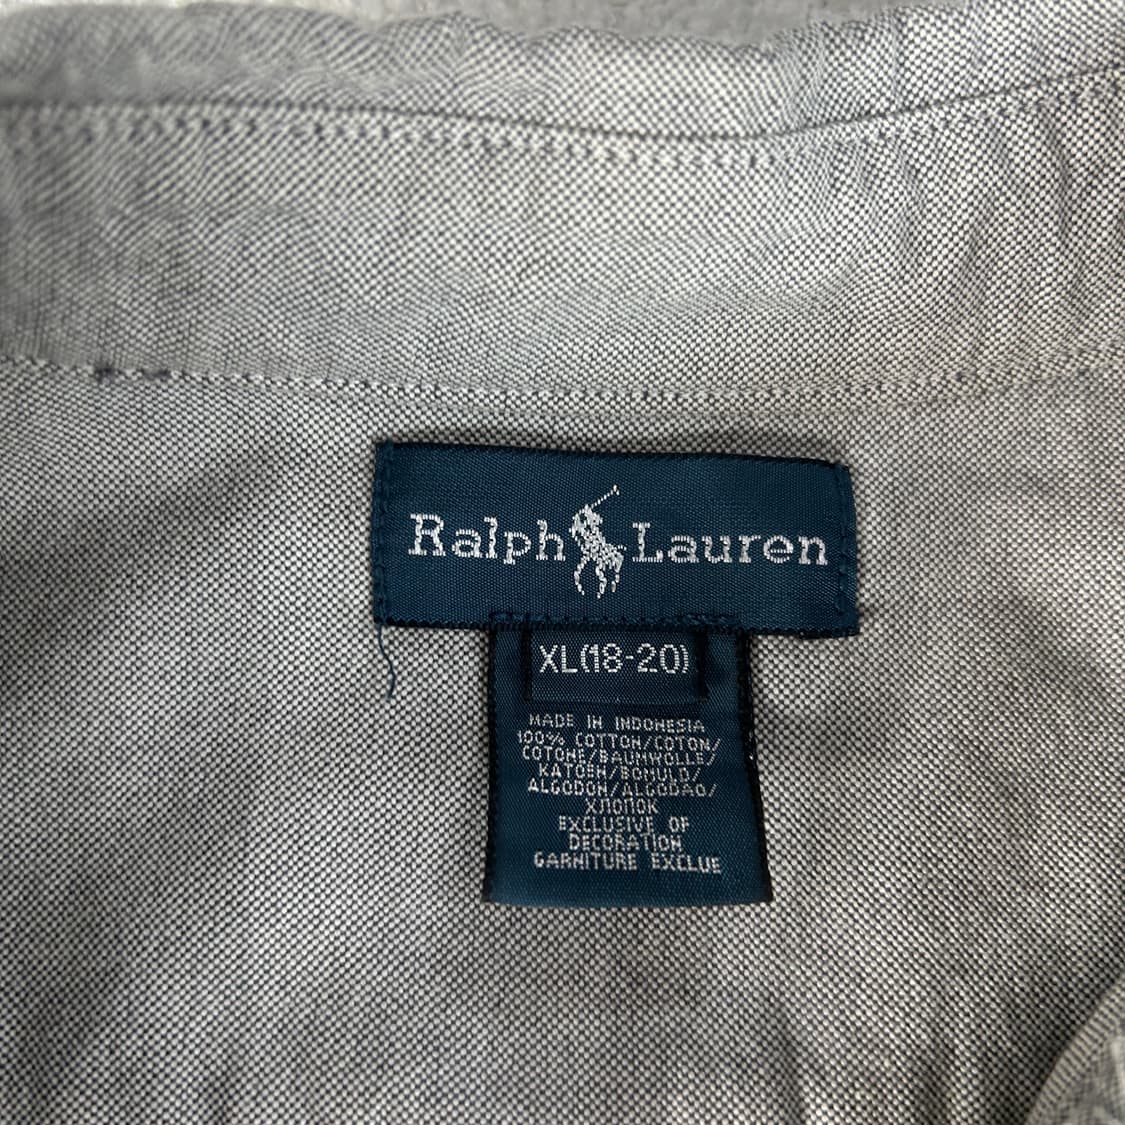 Ralph Lauren
XL(18-20)
MADE IN INDONESIA
100% COTTON/COTON/
COTONE/BAUMWOLLE/
KATOEN/BOMULD/
ALGODON/ALGODAO/
ХЛОПОК
EXCLUSIVE OF
DECORATION
GARNITURE EXCLUE